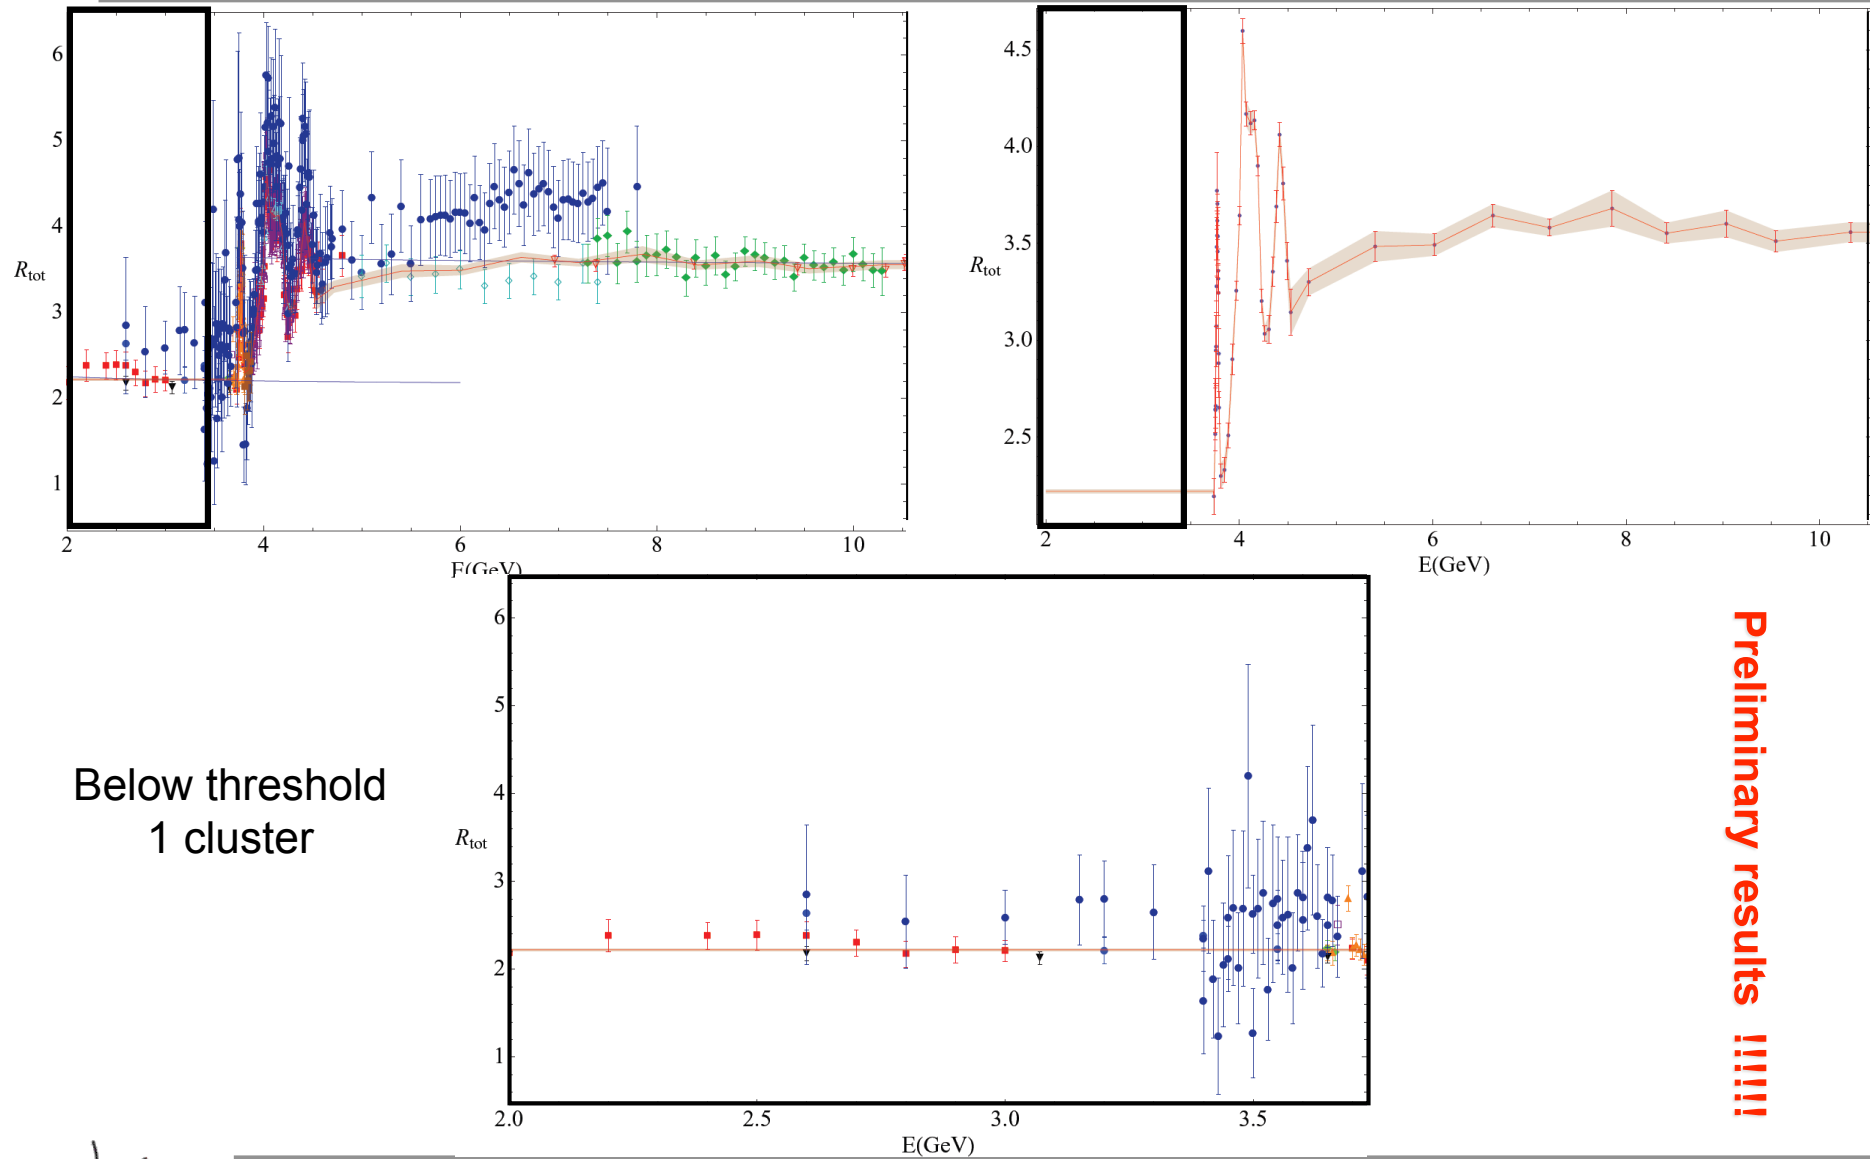 6
5
4
3
2
1
R_tot
2 4 6 8 10
E(GeV)
4.5
4.0
3.5
3.0
2.5
R_tot
2 4 6 8 10
E(GeV)
6
5
4
3
2
1
R_tot
2.0 2.5 3.0 3.5
E(GeV)
Below threshold
1 cluster
Preliminary results !!!!!!